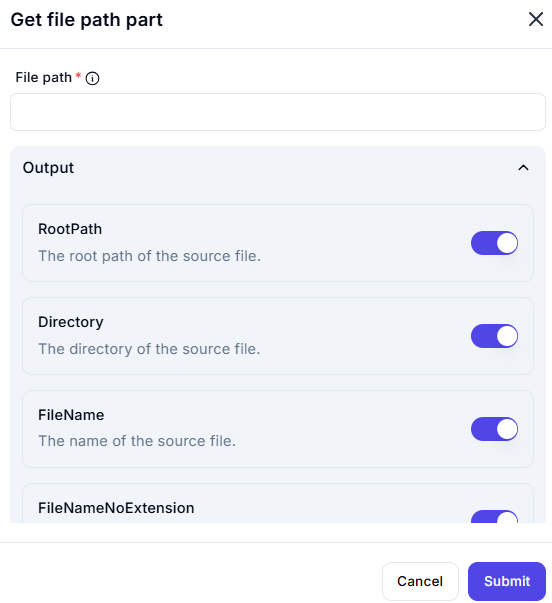 Get file path part
File path *
Output
RootPath
The root path of the source file.
Directory
The directory of the source file.
FileName
The name of the source file.
FileNameNoExtension
Cancel
Submit